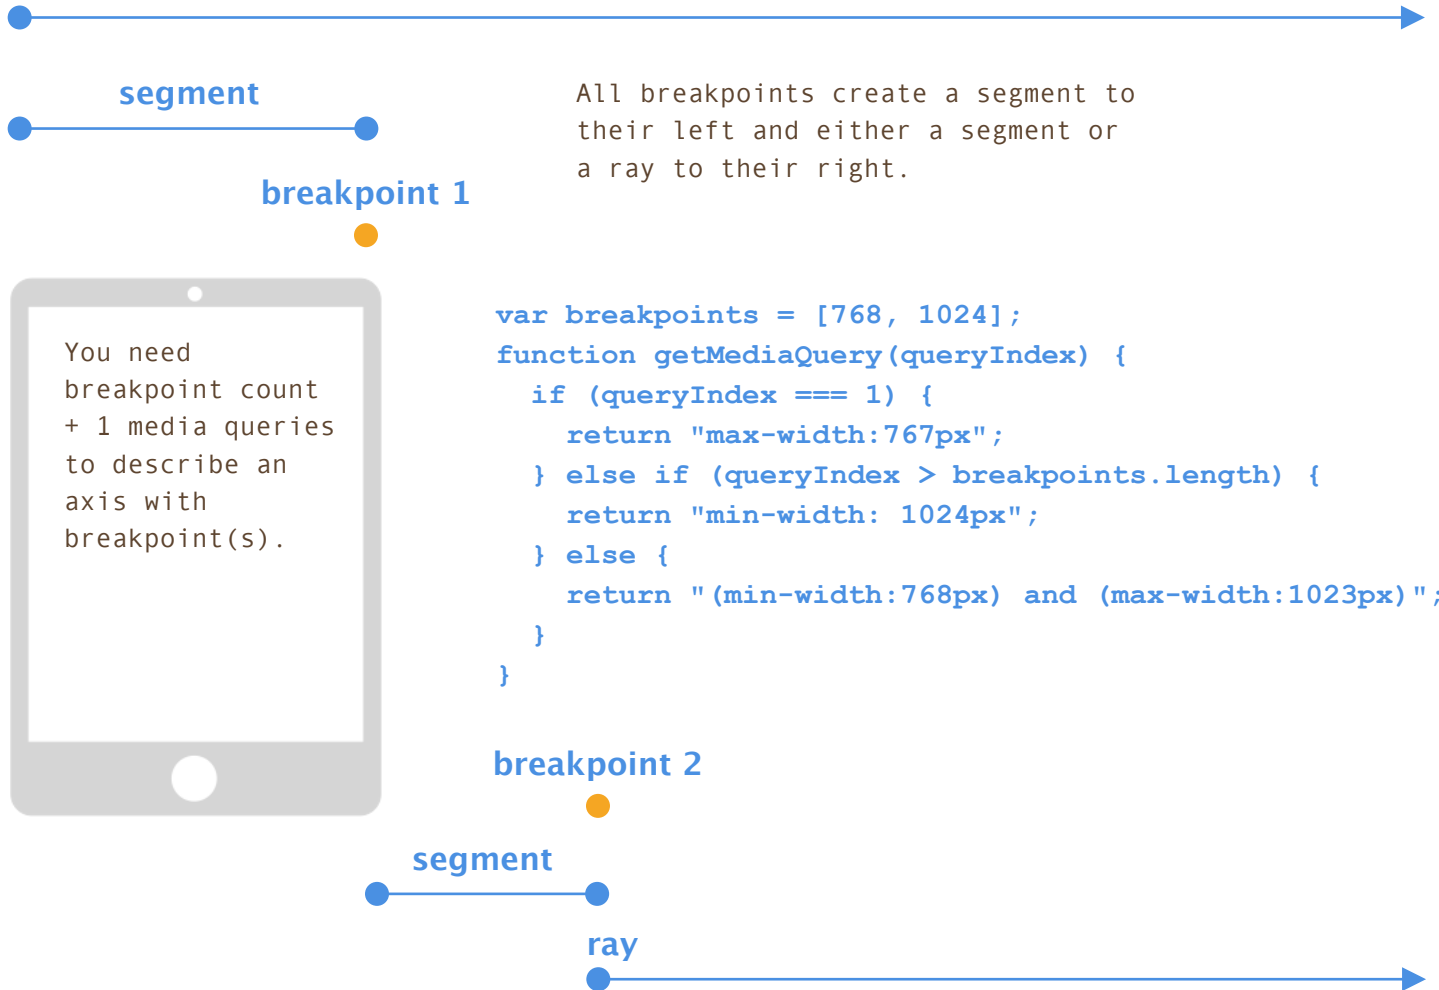 segment
All breakpoints create a segment to
their left and either a segment or
a ray to their right.
breakpoint 1
You need
breakpoint count
+ 1 media queries
to describe an
axis with
breakpoint(s).
var breakpoints = [768, 1024];
function getMediaQuery(queryIndex) {
  if (queryIndex === 1) {
    return "max-width:767px";
  } else if (queryIndex > breakpoints.length) {
    return "min-width: 1024px";
  } else {
    return "(min-width:768px) and (max-width:1023px)";
  }
}
breakpoint 2
segment
ray